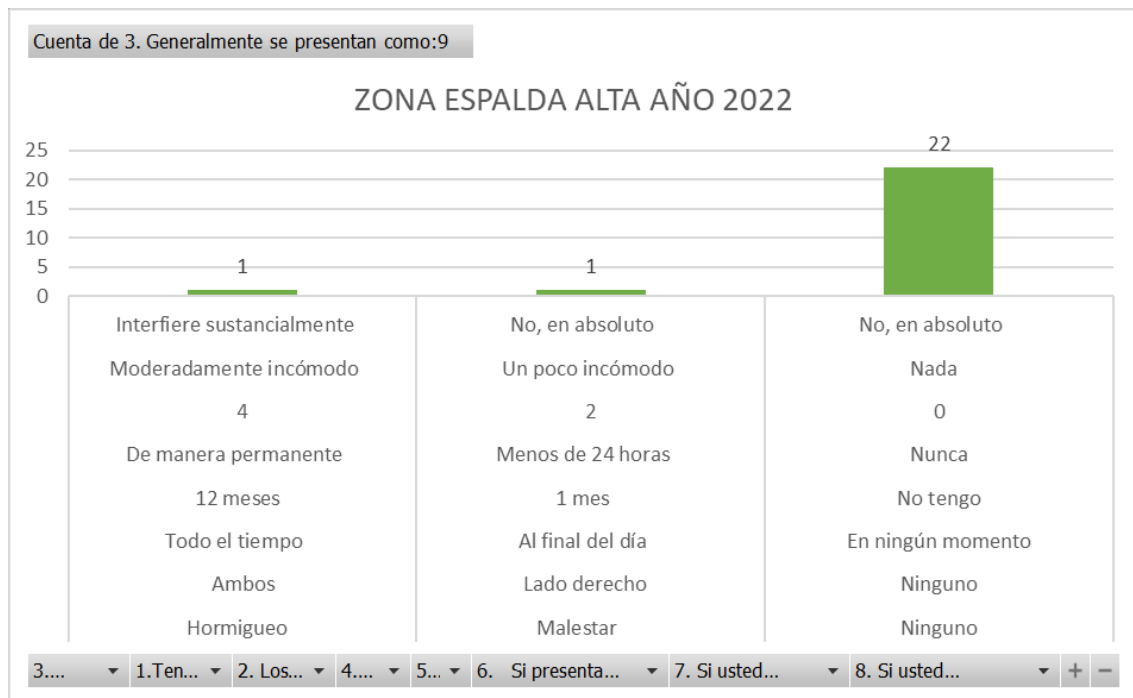 Cuenta de 3. Generalmente se presentan como:9
ZONA ESPALDA ALTA AÑO 2022
25
20
15
10
5
0
1 1 22
Interfiere sustancialmente No, en absoluto No, en absoluto
Moderadamente incómodo Un poco incómodo Nada
4 2 0
De manera permanente Menos de 24 horas Nunca
12 meses 1 mes No tengo
Todo el tiempo Al final del día En ningún momento
Ambos Lado derecho Ninguno
Hormigueo Malestar Ninguno
3.... 1.Ten... 2. Los... 4.... 5... 6. Si presenta... 7. Si usted... 8. Si usted... + −